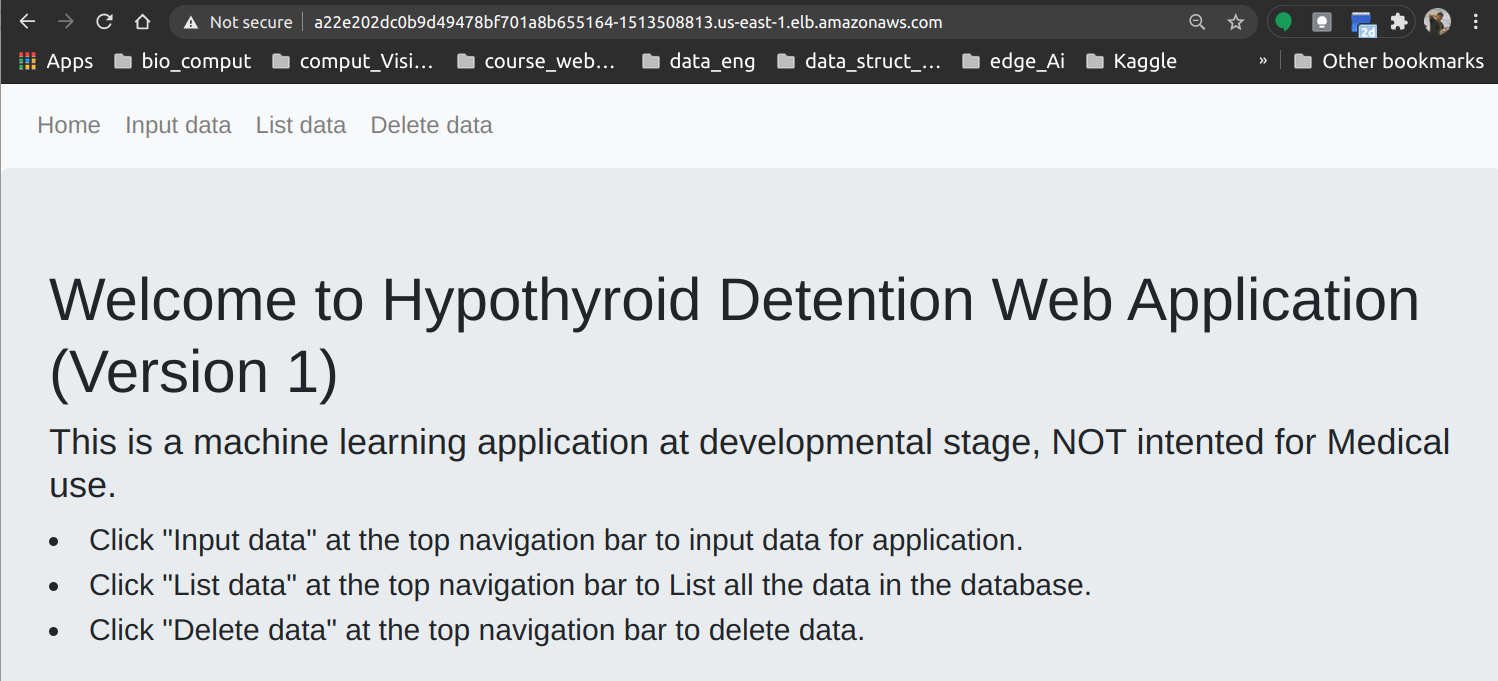 Not secure a22e202dc0b9d49478bf701a8b655164-1513508813.us-east-1.elb.amazonaws.com 2d
Apps bio_comput comput_Visi... course_web... data_eng data_struct_... edge_Ai Kaggle » Other bookmarks
Home Input data List data Delete data
Welcome to Hypothyroid Detention Web Application
(Version 1)
This is a machine learning application at developmental stage, NOT intented for Medical
use.
• Click "Input data" at the top navigation bar to input data for application.
• Click "List data" at the top navigation bar to List all the data in the database.
• Click "Delete data" at the top navigation bar to delete data.